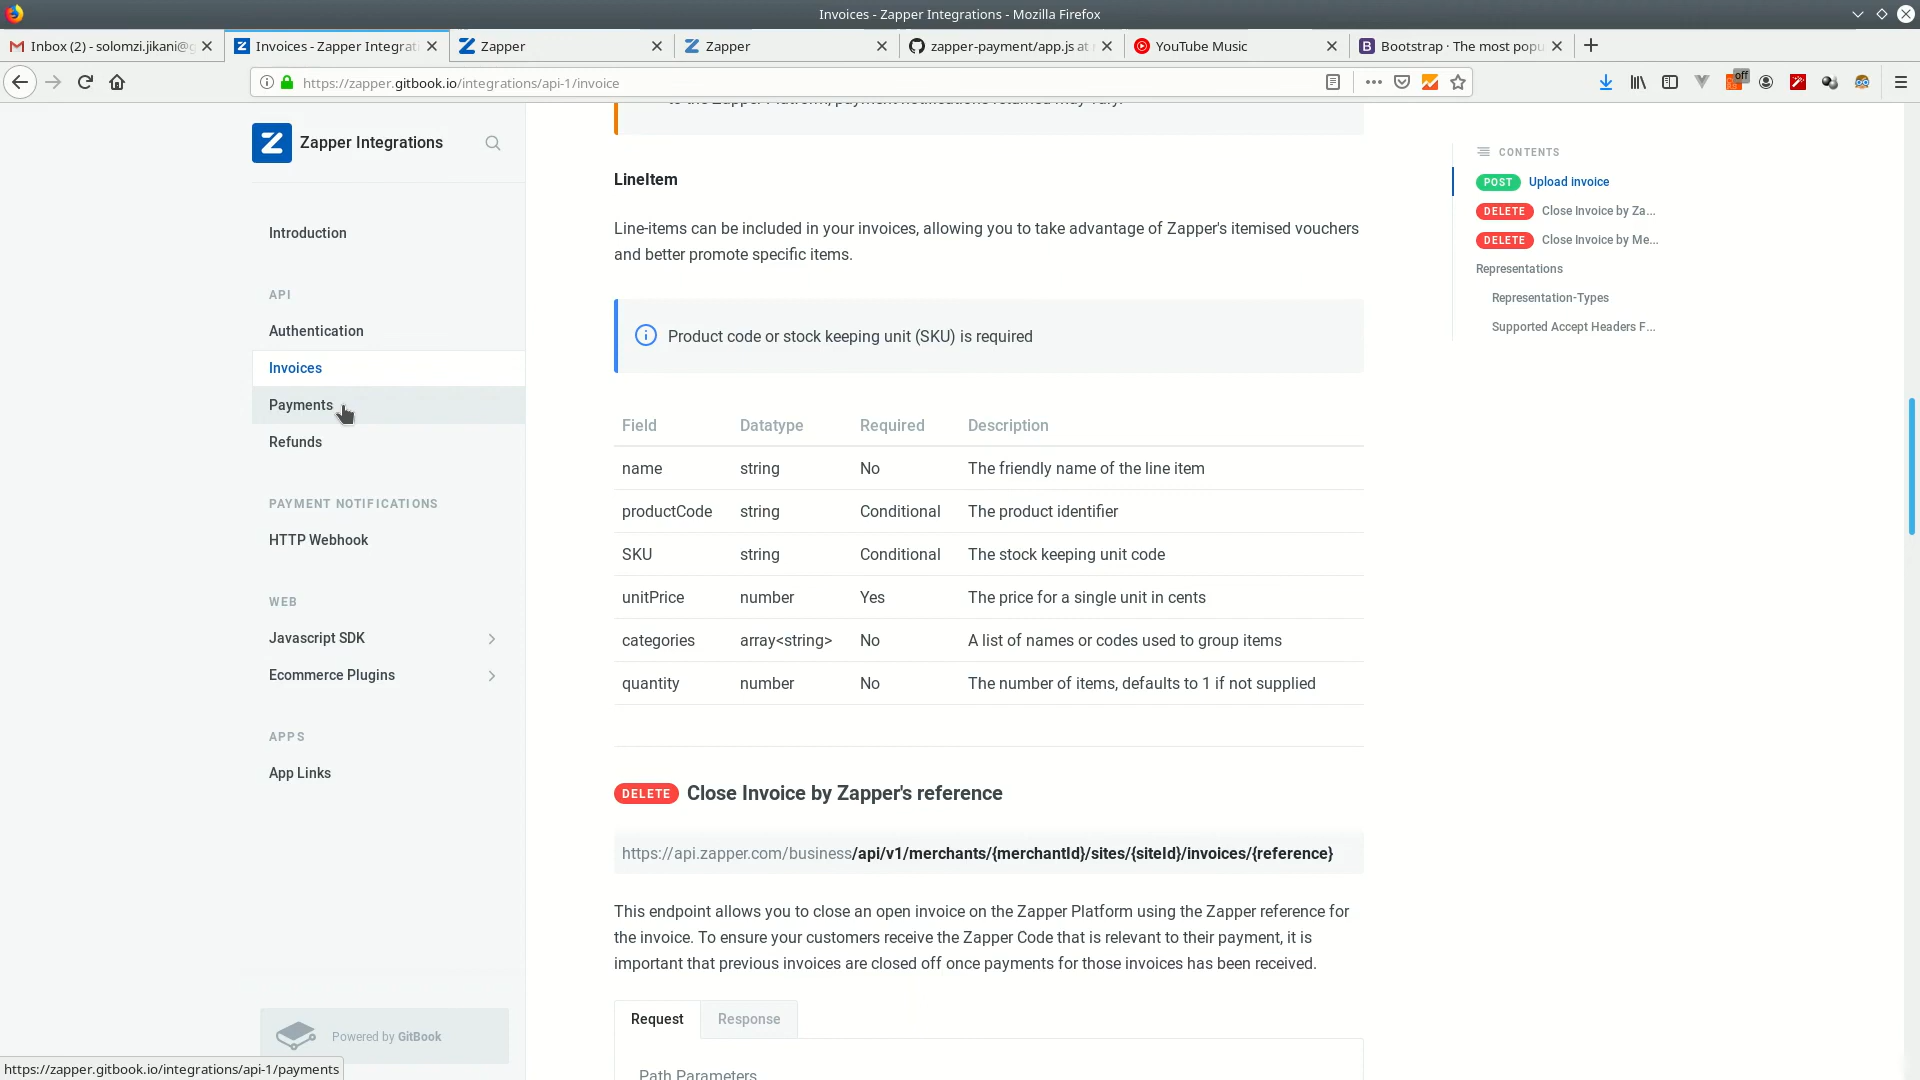 Invoices - Zapper Integrations - Mozilla Firefox
Inbox (2) - solomzi.jikani@g
Invoices - Zapper Integrat
Zapper
Zapper
zapper-payment/app.js at
YouTube Music
Bootstrap · The most popu
https://zapper.gitbook.io/integrations/api-1/invoice
off
Zapper Integrations
Introduction
API
Authentication
Invoices
Payments
Refunds
PAYMENT NOTIFICATIONS
HTTP Webhook
WEB
Javascript SDK
Ecommerce Plugins
APPS
App Links
Powered by GitBook
https://zapper.gitbook.io/integrations/api-1/payments
to the Zapper Platform, payment notifications returned may vary.
LineItem
Line-items can be included in your invoices, allowing you to take advantage of Zapper's itemised vouchers
and better promote specific items.
Product code or stock keeping unit (SKU) is required
Field Datatype Required Description
name string No The friendly name of the line item
productCode string Conditional The product identifier
SKU string Conditional The stock keeping unit code
unitPrice number Yes The price for a single unit in cents
categories array<string> No A list of names or codes used to group items
quantity number No The number of items, defaults to 1 if not supplied
DELETE Close Invoice by Zapper's reference
https://api.zapper.com/business/api/v1/merchants/{merchantId}/sites/{siteId}/invoices/{reference}
This endpoint allows you to close an open invoice on the Zapper Platform using the Zapper reference for
the invoice. To ensure your customers receive the Zapper Code that is relevant to their payment, it is
important that previous invoices are closed off once payments for those invoices has been received.
Request Response
Path Parameters
CONTENTS
POST Upload invoice
DELETE Close Invoice by Za...
DELETE Close Invoice by Me...
Representations
Representation-Types
Supported Accept Headers F...